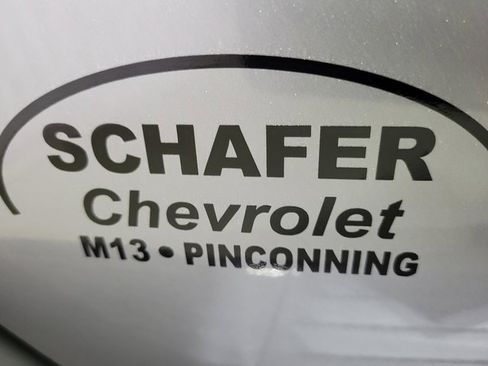 SCHAFER
Chevrolet
M13 • PINCONNING